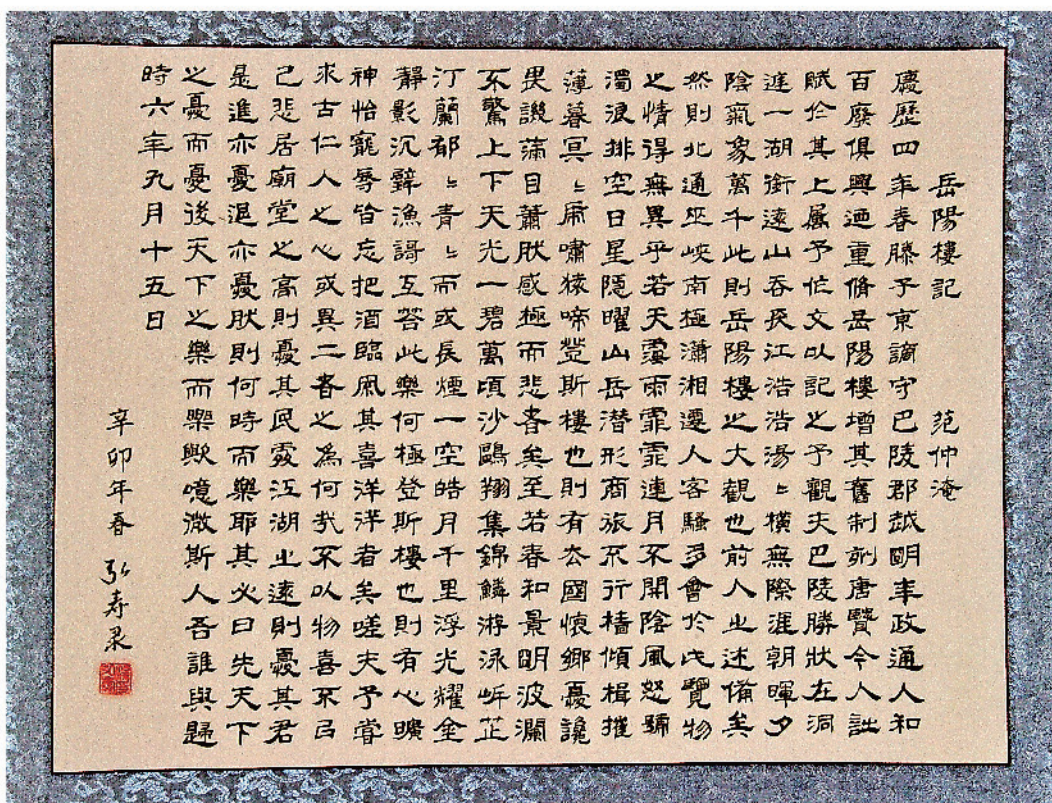 岳陽樓記 范仲淹
慶歷四年春滕子京謫守巴陵郡越朙年政通人和
百廢俱興迺重脩岳陽樓增其舊制刻唐賢今人詩
賦於其上屬予作文以記之予觀夫巴陵勝狀在洞
庭一湖銜遠山吞長江浩浩湯〻橫無際涯朝暉夕
陰氣象萬千此則岳陽樓之大觀也前人之述備矣
然則北通巫峽南極瀟湘遷人客騷多會於此覽物
之情得無異乎若夫霪雨霏霏連月不開陰風怒號
濁浪排空日星隱曜山岳潛形商旅不行檣傾楫摧
薄暮冥〻虎嘯猿啼登斯樓也則有去國懷鄉憂讒
畏譏滿目蕭然感極而悲者矣至若春和景朙波瀾
不驚上下天光一碧萬頃沙鷗翔集錦鱗游泳岸芷
汀蘭郁〻青〻而或長煙一空皓月千里浮光耀金
靜影沉璧漁謌互答此樂何極登斯樓也則有心曠
神怡寵辱皆忘把酒臨風其喜洋洋者矣嗟夫予嘗
求古仁人之心或異二者之為何哉不以物喜不以
己悲居廟堂之高則憂其民處江湖之遠則憂其君
是進亦憂退亦憂然則何時而樂耶其必曰先天下
之憂而憂後天下之樂而樂歟噫微斯人吾誰與歸
時六年九月十五日
辛卯年春 弘寿